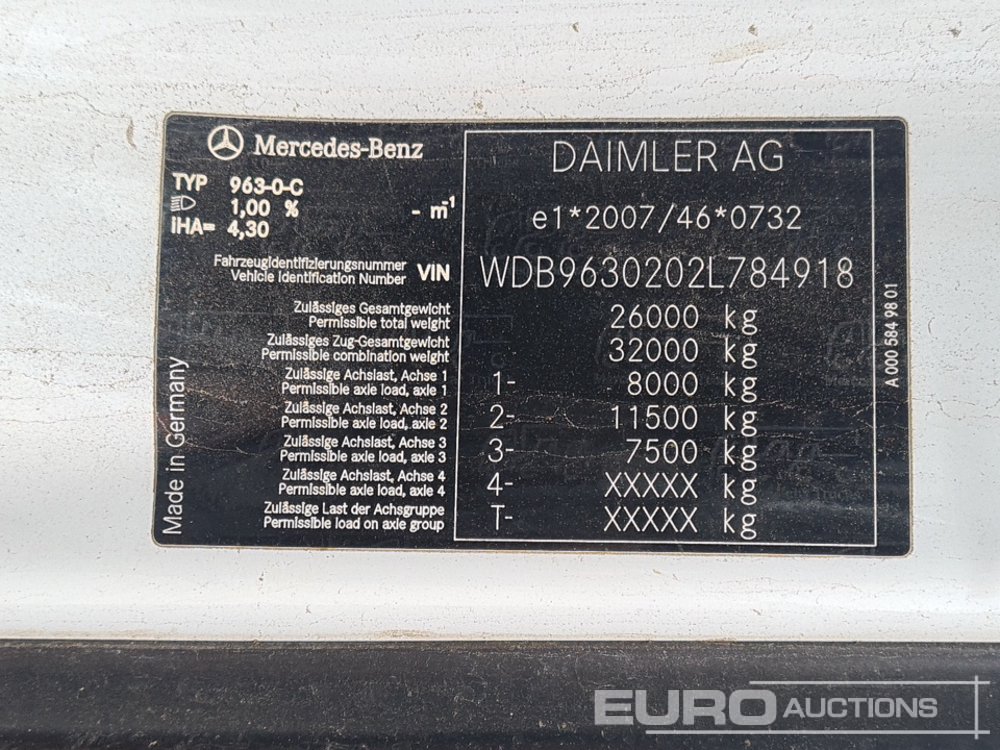 Mercedes-Benz
TYP 963-0-C
1,00 % - m-1
iHA= 4,30
Fahrzeugidentifizierungsnummer
Vehicle Identification Number VIN
Zulässiges Gesamtgewicht
Permissible total weight
Zulässiges Zug-Gesamtgewicht
Permissible combination weight
Zulässige Achslast, Achse 1
Permissible axle load, axle 1
Zulässige Achslast, Achse 2
Permissible axle load, axle 2
Zulässige Achslast, Achse 3
Permissible axle load, axle 3
Zulässige Achslast, Achse 4
Permissible axle load, axle 4
Zulässige Last der Achsgruppe
Permissible load on axle group
Made in Germany
DAIMLER AG
e1*2007/46*0732
WDB9630202L784918
26000 kg
32000 kg
1- 8000 kg
2- 11500 kg
3- 7500 kg
4- XXXXX kg
T- XXXXX kg
A 000 584 98 01
EURO AUCTIONS